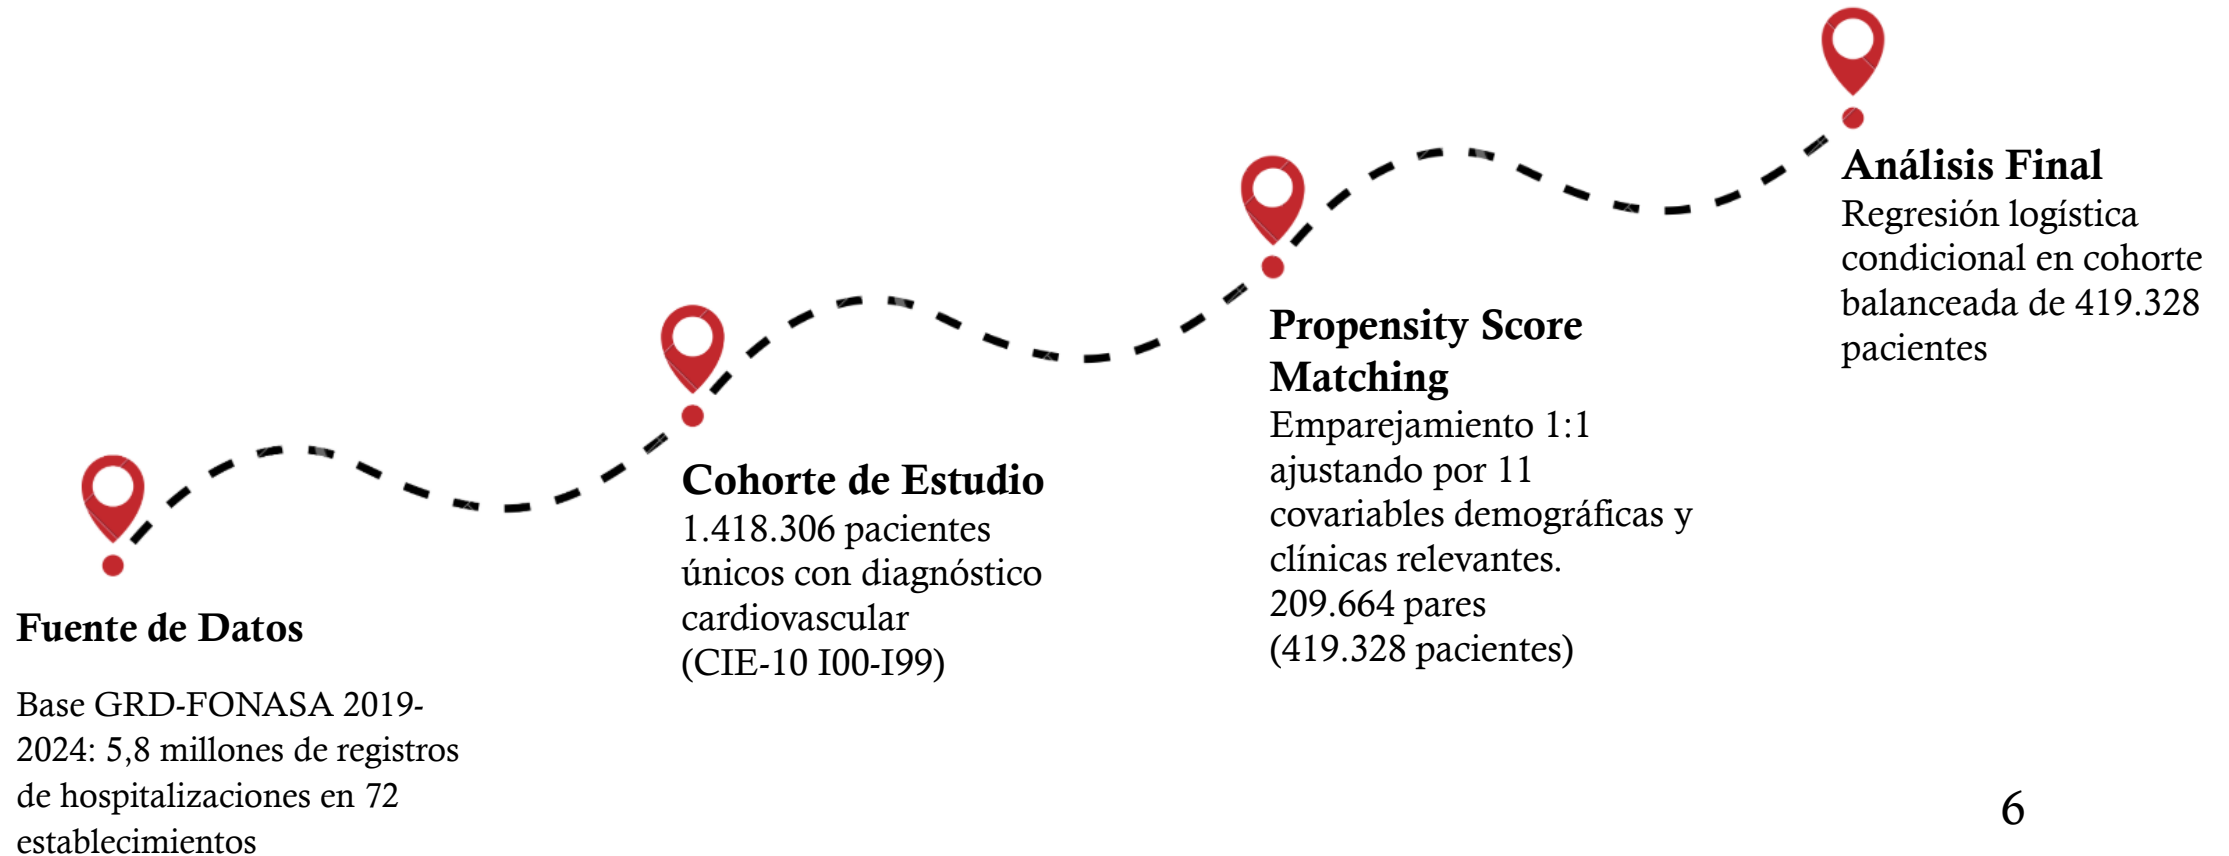 Fuente de Datos
Base GRD-FONASA 2019-
2024: 5,8 millones de registros
de hospitalizaciones en 72
establecimientos
Cohorte de Estudio
1.418.306 pacientes
únicos con diagnóstico
cardiovascular
(CIE-10 I00-I99)
Propensity Score
Matching
Emparejamiento 1:1
ajustando por 11
covariables demográficas y
clínicas relevantes.
209.664 pares
(419.328 pacientes)
Análisis Final
Regresión logística
condicional en cohorte
balanceada de 419.328
pacientes
6